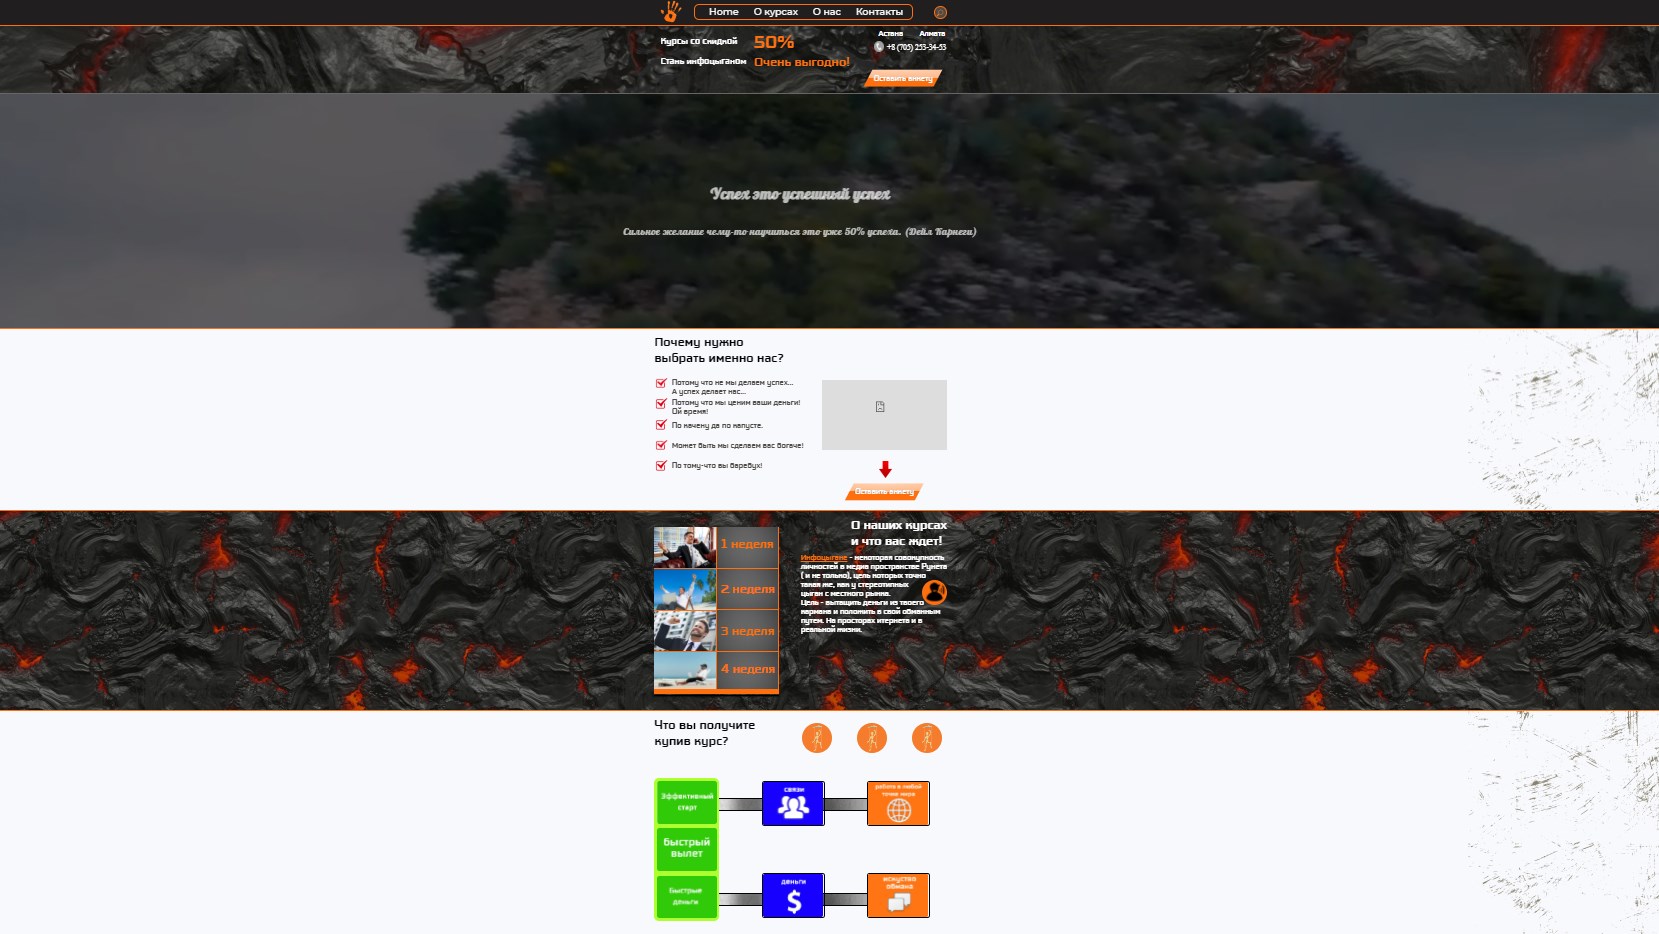 Home О курсах О нас Контакты
Курсы со скидкой 50%
Стань инфоцыганом Очень выгодно!
Астана Алмата
+8 (705) 253-34-53
Оставить анкету
Успех это успешный успех
Сильное желание чему-то научиться это уже 50% успеха. (Дейл Карнеги)
Почему нужно
выбрать именно нас?
Потому что не мы делаем успех...
А успех делает нас...
Потому что мы ценим ваши деньги!
Ой время!
По качену да по капусте.
Может быть мы сделаем вас богаче!
По тому-что вы баребух!
Оставить анкету
1 неделя
2 неделя
3 неделя
4 неделя
О наших курсах
и что вас ждет!
Инфоцыгане - некоторая совокупность
личностей в медиа пространстве Рунета
( и не только), цель которых точно
такая же, как у стереотипных
цыган с местного рынка.
Цель - вытащить деньги из твоего
кармана и положить в свой обманным
путем. На просторах итернета и в
реальной жизни.
Что вы получите
купив курс?
Эффективный
старт
связи
работа в любой
точке мира
быстрый
вылет
Быстрые
деньги
деньги
$
искуство
обмана